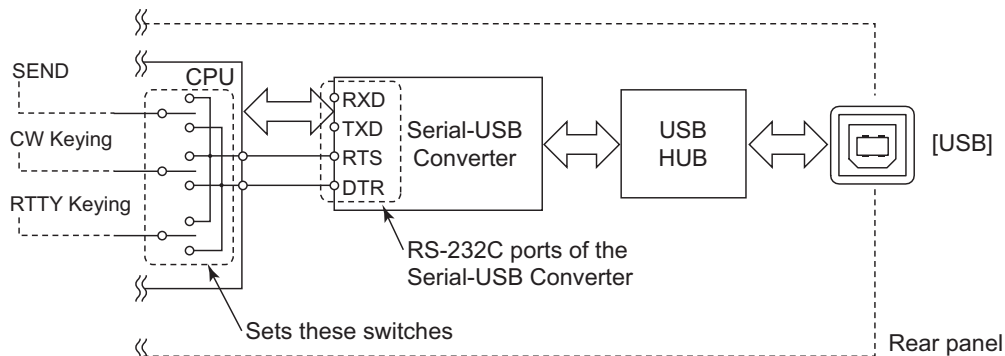 SEND
CPU
CW Keying
RTTY Keying
RXD
TXD
RTS
DTR
Serial-USB
Converter
USB
HUB
[USB]
RS-232C ports of the
Serial-USB Converter
Sets these switches
Rear panel